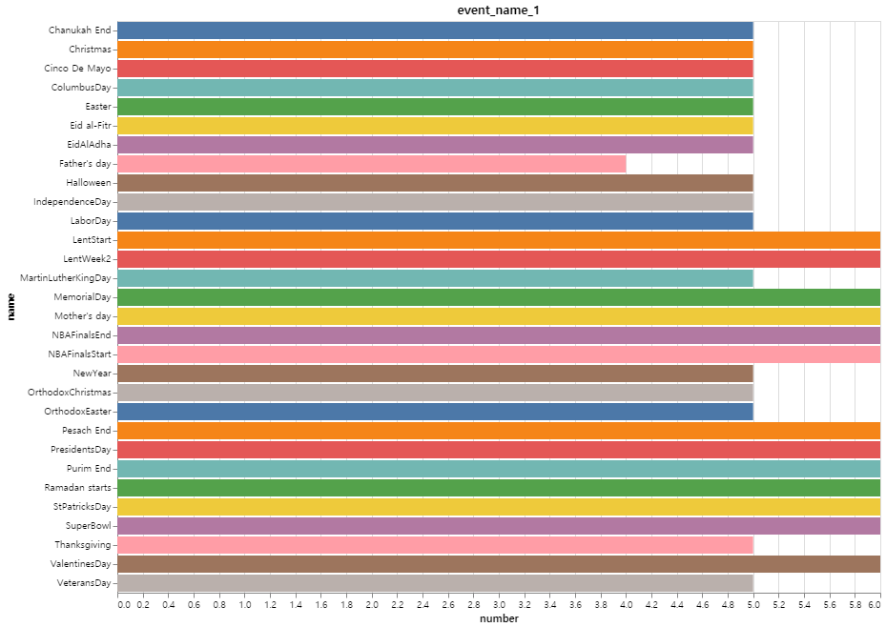 event_name_1
Chanukah End
Christmas
Cinco De Mayo
ColumbusDay
Easter
Eid al-Fitr
EidAlAdha
Father's day
Halloween
IndependenceDay
LaborDay
LentStart
LentWeek2
MartinLutherKingDay
MemorialDay
Mother's day
NBAFinalsEnd
NBAFinalsStart
NewYear
OrthodoxChristmas
OrthodoxEaster
Pesach End
PresidentsDay
Purim End
Ramadan starts
StPatricksDay
SuperBowl
Thanksgiving
ValentinesDay
VeteransDay
name
0.0 0.2 0.4 0.6 0.8 1.0 1.2 1.4 1.6 1.8 2.0 2.2 2.4 2.6 2.8 3.0 3.2 3.4 3.6 3.8 4.0 4.2 4.4 4.6 4.8 5.0 5.2 5.4 5.6 5.8 6.0
number